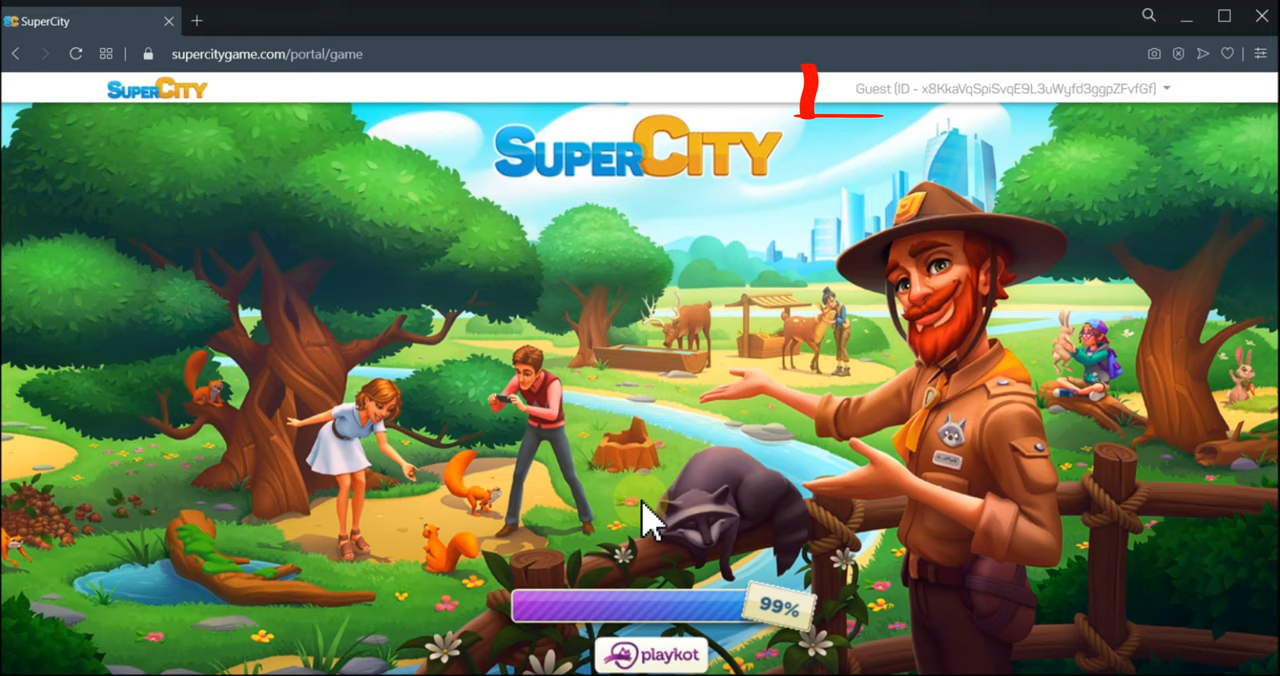 SuperCity
supercitygame.com/portal/game
SUPERCITY
Guest (ID - x8KkaVqSpiSvqE9L3uWyfd3ggpZFvfGf)
SUPERCITY
99%
playkot